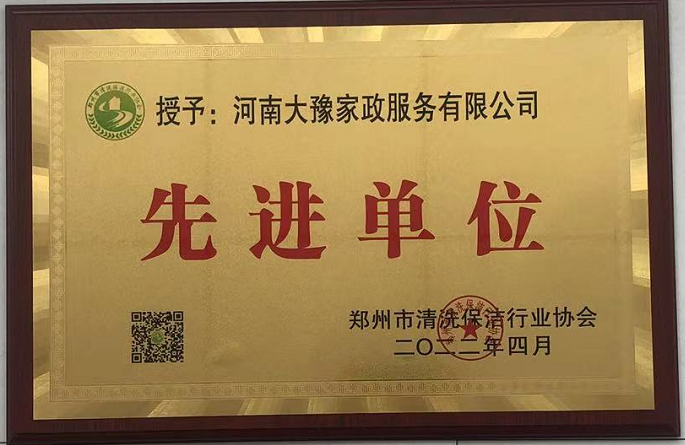 授予：河南大豫家政服务有限公司
先进单位
郑州市清洗保洁行业协会
二〇二二年四月